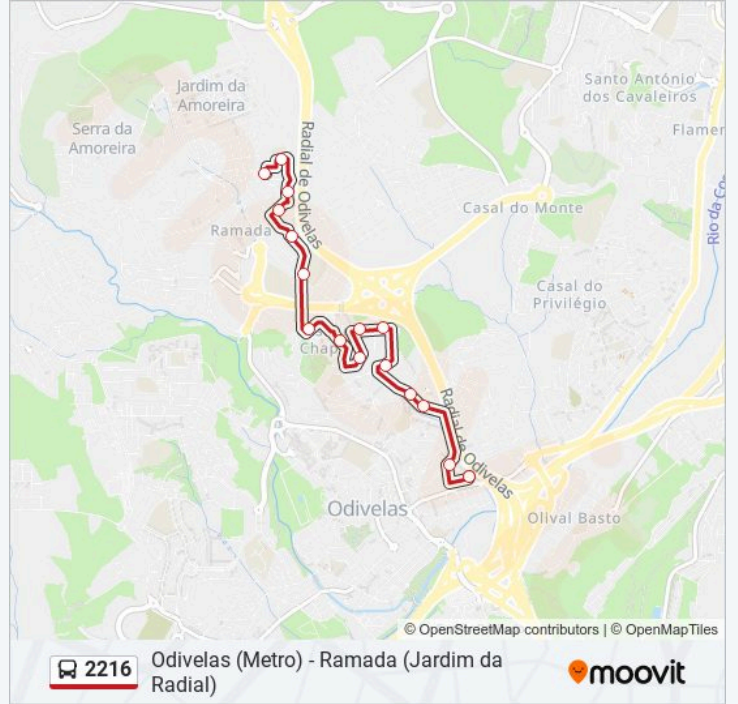 Jardim da
Amoreira
Santo António
dos Cavaleiros
Serra da
Amoreira
Flamen
Radial de Odivelas
Casal do Monte
Rio da Co
Ramada
Casal do
Privilégio
Chap
Radial de Odivelas
Odivelas
Olival Basto
© OpenStreetMap contributors | © OpenMapTiles
2216
Odivelas (Metro) - Ramada (Jardim da
Radial)
moovit